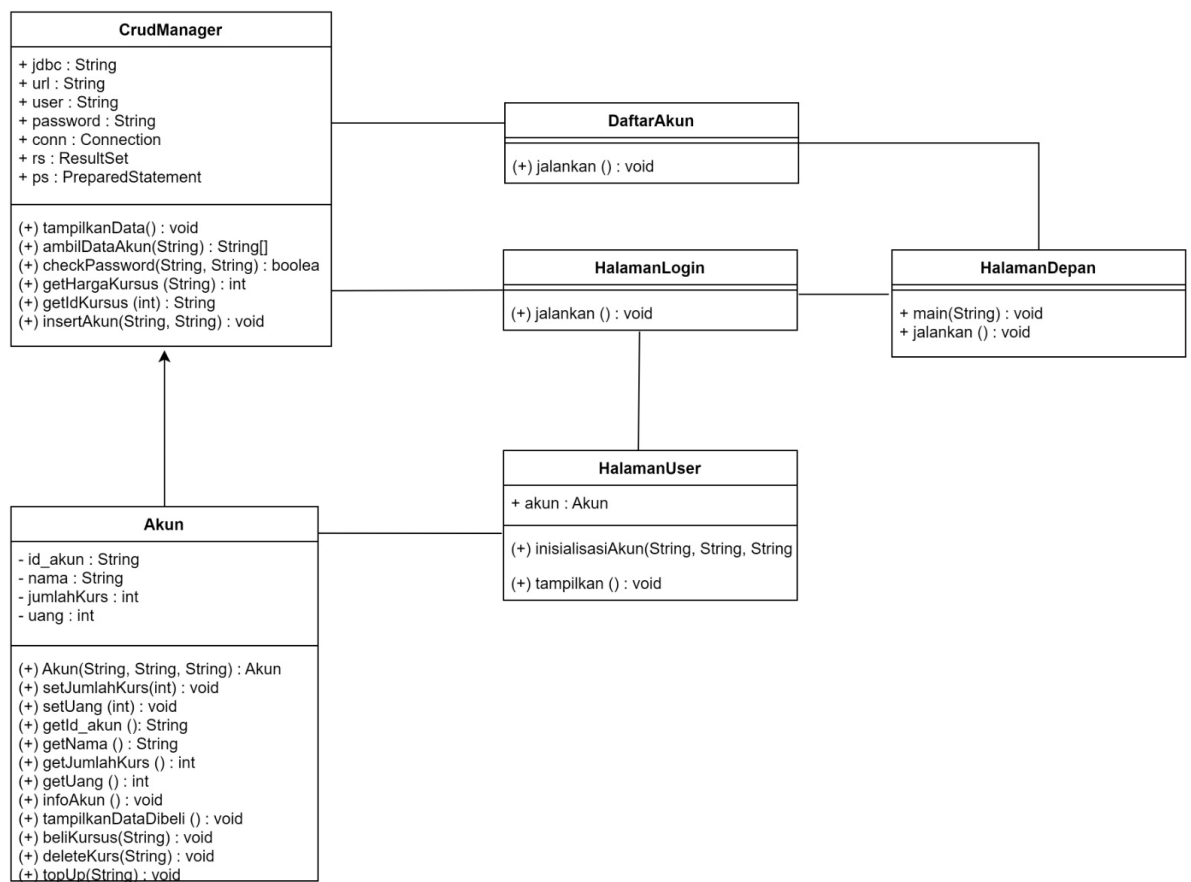 CrudManager
+ jdbc : String
+ url : String
+ user : String
+ password : String
+ conn : Connection
+ rs : ResultSet
+ ps : PreparedStatement
(+) tampilkanData() : void
(+) ambilDataAkun(String) : String[]
(+) checkPassword(String, String) : boolea
(+) getHargaKursus (String) : int
(+) getIdKursus (int) : String
(+) insertAkun(String, String) : void
DaftarAkun
(+) jalankan () : void
HalamanLogin
(+) jalankan () : void
HalamanDepan
+ main(String) : void
+ jalankan () : void
HalamanUser
+ akun : Akun
(+) inisialisasiAkun(String, String, String
(+) tampilkan () : void
Akun
- id_akun : String
- nama : String
- jumlahKurs : int
- uang : int
(+) Akun(String, String, String) : Akun
(+) setJumlahKurs(int) : void
(+) setUang (int) : void
(+) getId_akun (): String
(+) getNama () : String
(+) getJumlahKurs () : int
(+) getUang () : int
(+) infoAkun () : void
(+) tampilkanDataDibeli () : void
(+) beliKursus(String) : void
(+) deleteKurs(String) : void
(+) topUp(String) : void